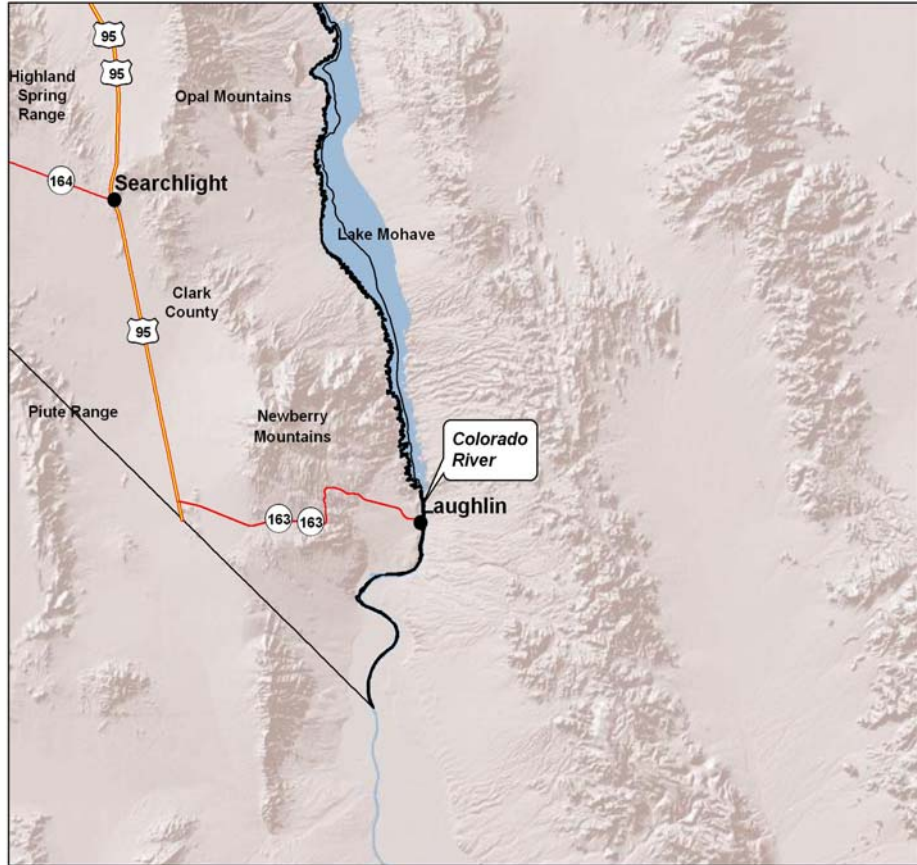 95
95
Highland
Spring
Range
Opal Mountains
164
Searchlight
Lake Mohave
Clark
County
95
Piute Range
Newberry
Mountains
Colorado
River
Laughlin
163
163